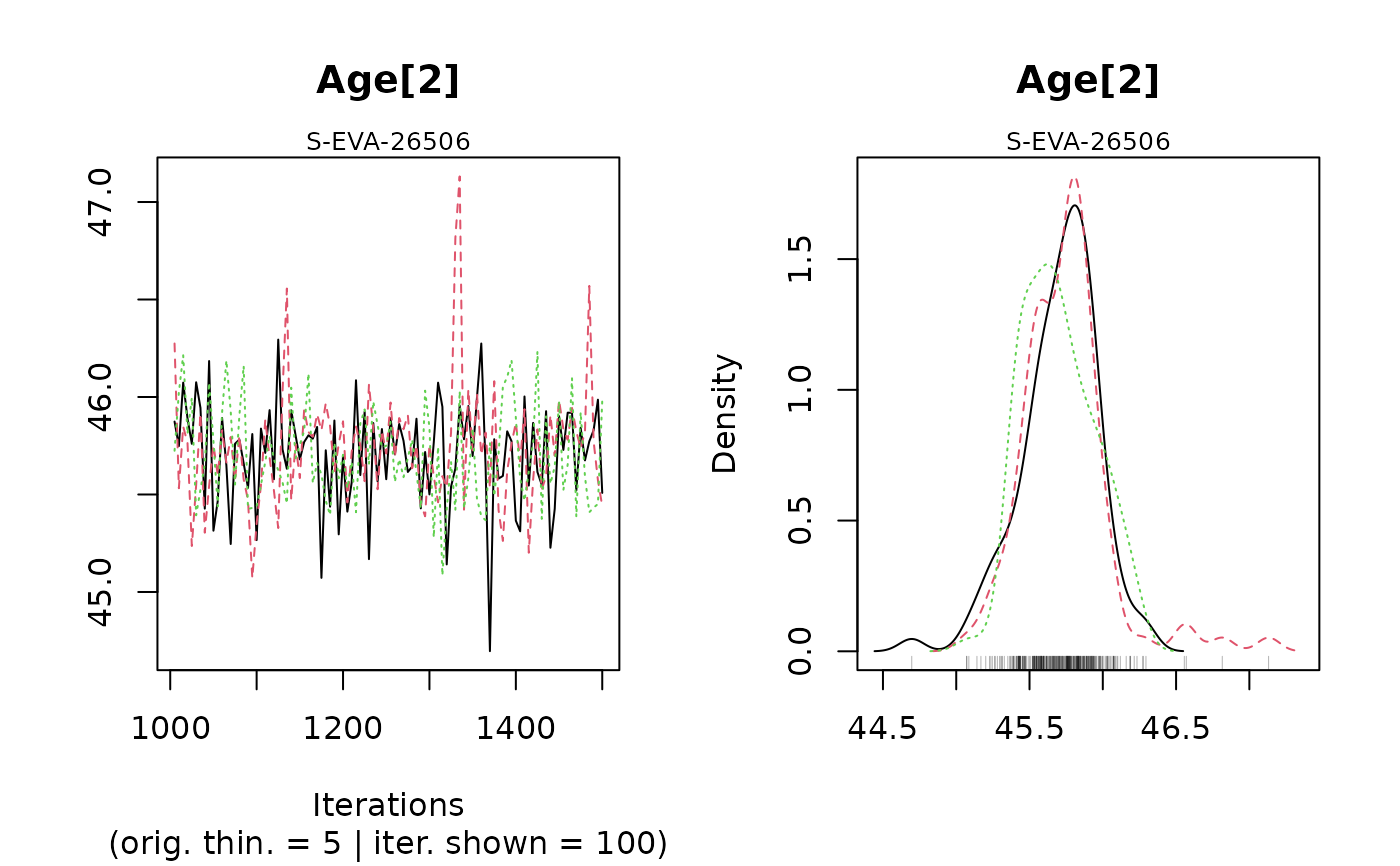 Age[2]
S-EVA-26506
47.0
46.0
45.0
1000 1200 1400
Iterations
(orig. thin. = 5 | iter. shown = 100)
Age[2]
S-EVA-26506
Density
1.5
1.0
0.5
0.0
44.5 45.5 46.5